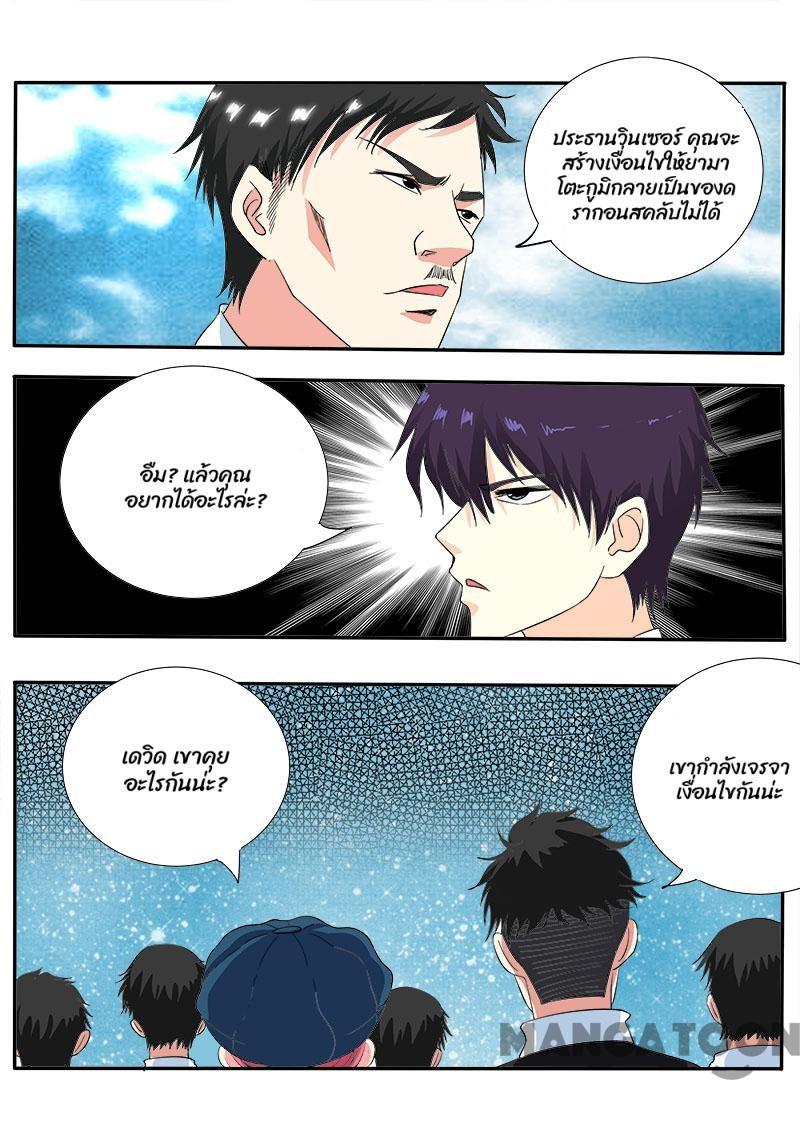 ประธานวินเซอร์ คุณจะ
สร้างเงื่อนไขให้ยามา
โตะกูมิกลายเป็นของด
รากอนสคลับไม่ได้
อืม? แล้วคุณ
อยากได้อะไรล่ะ?
เดวิด เขาคุย
อะไรกันน่ะ?
เขากำลังเจรจา
เงื่อนไขกันน่ะ
MANGATOON